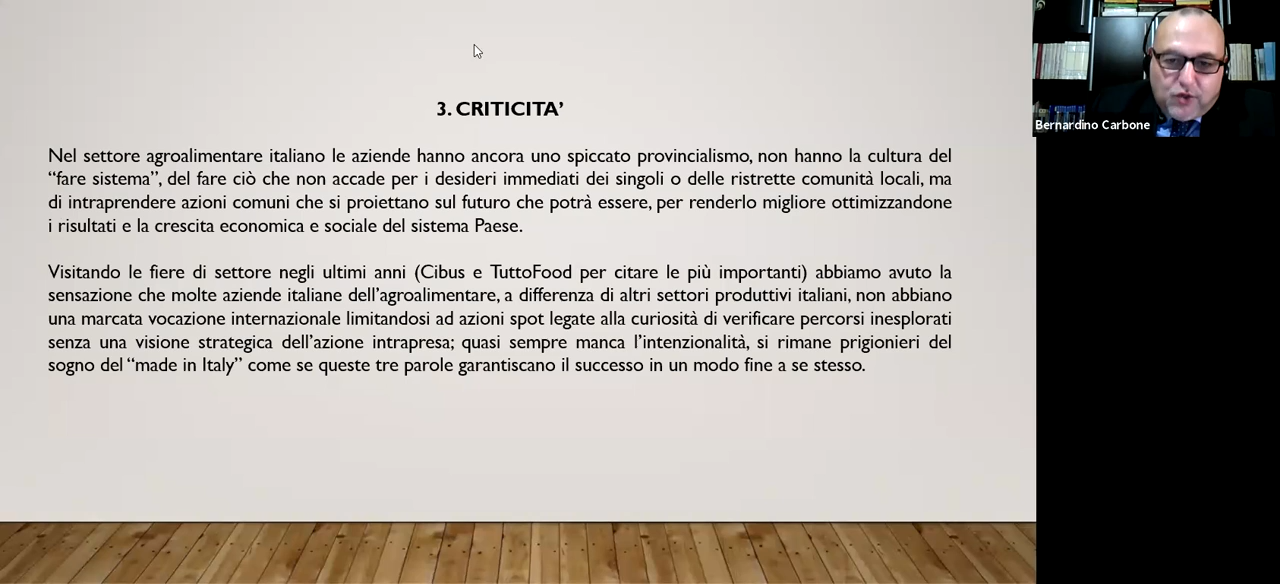 3. CRITICITA’
Nel settore agroalimentare italiano le aziende hanno ancora uno spiccato provincialismo, non hanno la cultura del
“fare sistema”, del fare ciò che non accade per i desideri immediati dei singoli o delle ristrette comunità locali, ma
di intraprendere azioni comuni che si proiettano sul futuro che potrà essere, per renderlo migliore ottimizzandone
i risultati e la crescita economica e sociale del sistema Paese.
Visitando le fiere di settore negli ultimi anni (Cibus e TuttoFood per citare le più importanti) abbiamo avuto la
sensazione che molte aziende italiane dell’agroalimentare, a differenza di altri settori produttivi italiani, non abbiano
una marcata vocazione internazionale limitandosi ad azioni spot legate alla curiosità di verificare percorsi inesplorati
senza una visione strategica dell’azione intrapresa; quasi sempre manca l’intenzionalità, si rimane prigionieri del
sogno del “made in Italy” come se queste tre parole garantiscano il successo in un modo fine a se stesso.
Bernardino Carbone